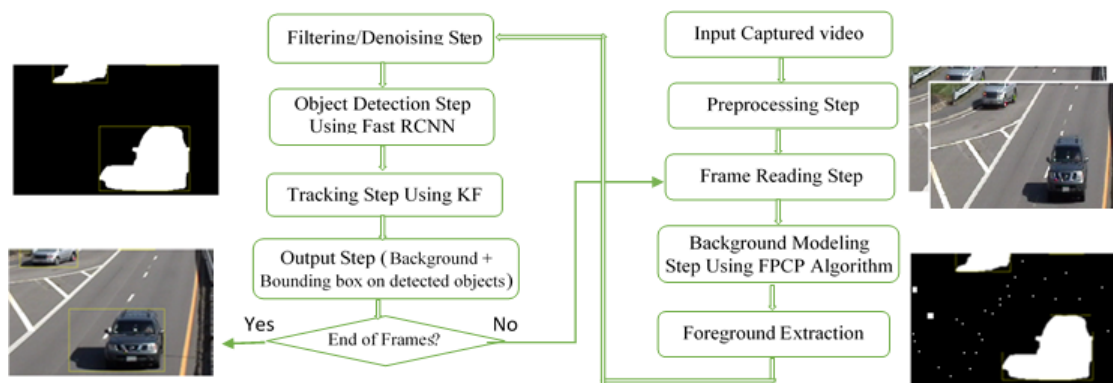 Filtering/Denoising Step
Object Detection Step
Using Fast RCNN
Tracking Step Using KF
Output Step ( Background +
Bounding box on detected objects)
Yes
End of Frames?
No
Input Captured video
Preprocessing Step
Frame Reading Step
Background Modeling
Step Using FPCP Algorithm
Foreground Extraction